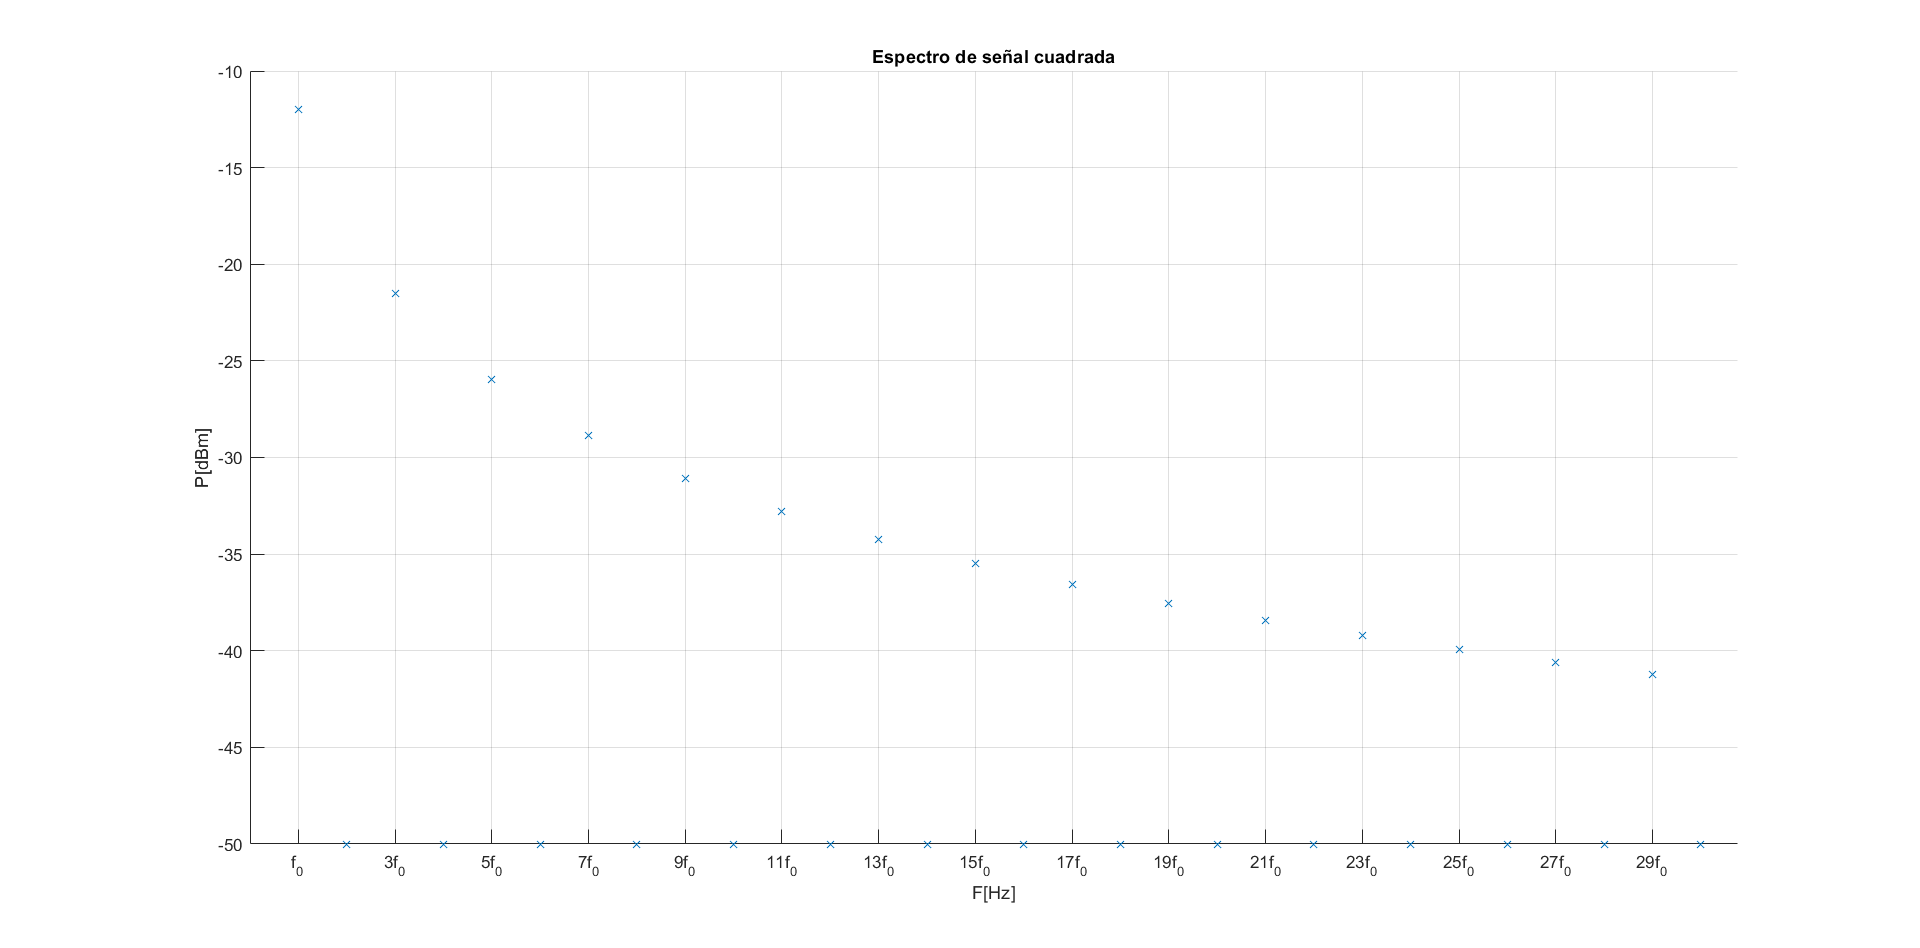 Espectro de señal cuadrada
-10
-15
-20
-25
-30
-35
-40
-45
-50
P[dBm]
f₀ 3f₀ 5f₀ 7f₀ 9f₀ 11f₀ 13f₀ 15f₀ 17f₀ 19f₀ 21f₀ 23f₀ 25f₀ 27f₀ 29f₀
F[Hz]